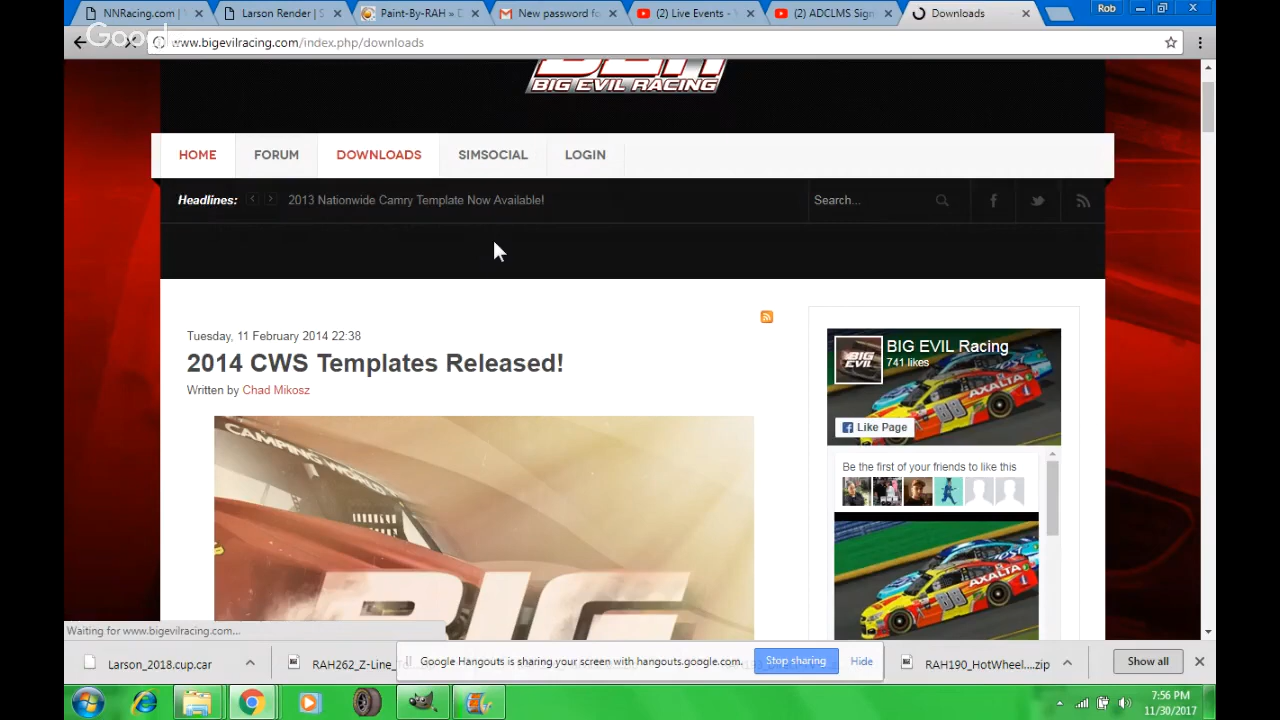 NNRacing.com |
Larson Render | S
Paint-By-RAH » D
New password fo
(2) Live Events - Y
(2) ADCLMS Sign
Downloads
Rob
www.bigevilracing.com/index.php/downloads
BIG EVIL RACING
HOME
FORUM
DOWNLOADS
SIMSOCIAL
LOGIN
Headlines:
2013 Nationwide Camry Template Now Available!
Search...
Tuesday, 11 February 2014 22:38
2014 CWS Templates Released!
Written by Chad Mikosz
CAMPING WORLD
BIG
BIG EVIL Racing
741 likes
Like Page
Be the first of your friends to like this
Waiting for www.bigevilracing.com...
Larson_2018.cup.car
RAH262_Z-Line_
Google Hangouts is sharing your screen with hangouts.google.com.
Stop sharing
Hide
RAH190_HotWheel....zip
Show all
7:56 PM
11/30/2017